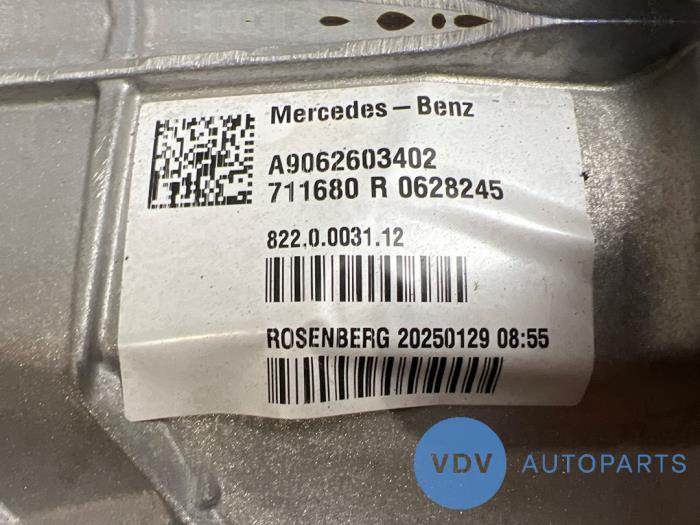 Mercedes-Benz
A9062603402
711680 R 0628245
822.0.0031.12
ROSENBERG 20250129 08:55
VDV AUTOPARTS